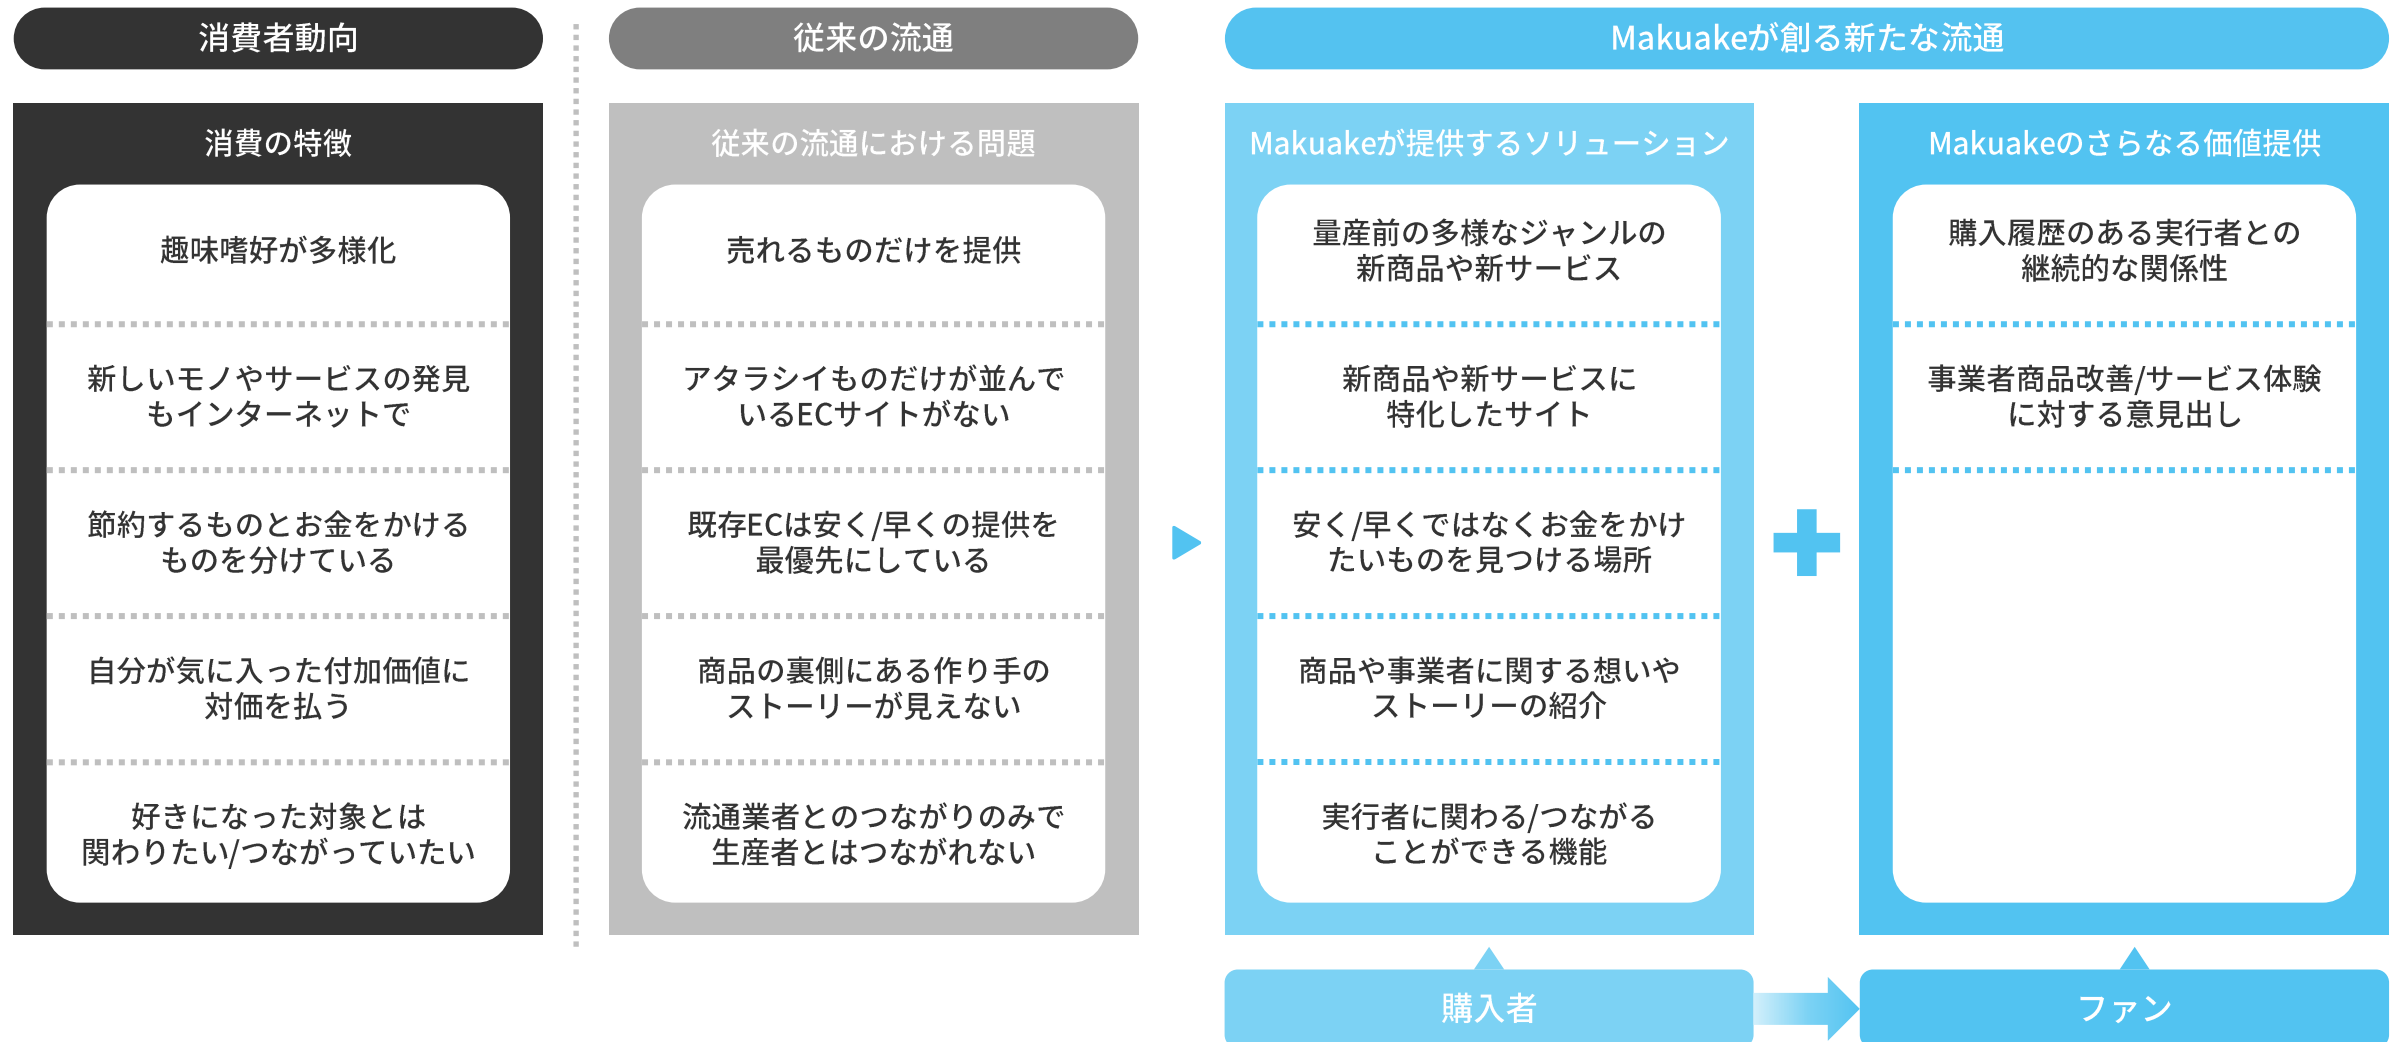 消費者動向
消費の特徴
趣味嗜好が多様化
新しいモノやサービスの発見
もインターネットで
節約するものとお金をかける
ものを分けている
自分が気に入った付加価値に
対価を払う
好きになった対象とは
関わりたい/つながっていたい
従来の流通
従来の流通における問題
売れるものだけを提供
アタラシイものだけが並んで
いるECサイトがない
既存ECは安く/早くの提供を
最優先にしている
商品の裏側にある作り手の
ストーリーが見えない
流通業者とのつながりのみで
生産者とはつながれない
Makuakeが創る新たな流通
Makuakeが提供するソリューション
量産前の多様なジャンルの
新商品や新サービス
新商品や新サービスに
特化したサイト
安く/早くではなくお金をかけ
たいものを見つける場所
商品や事業者に関する想いや
ストーリーの紹介
実行者に関わる/つながる
ことができる機能
Makuakeのさらなる価値提供
購入履歴のある実行者との
継続的な関係性
事業者商品改善/サービス体験
に対する意見出し
購入者
ファン